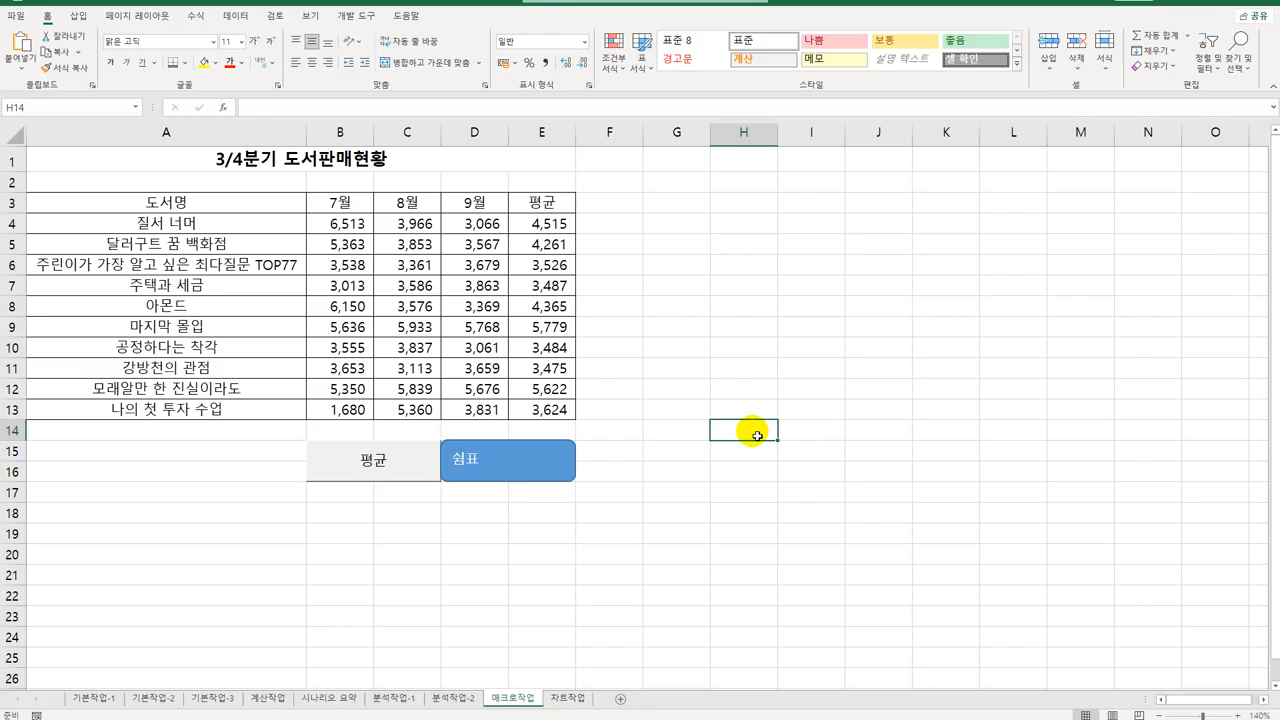 파일 홈 삽입 페이지 레이아웃 수식 데이터 검토 보기 개발 도구 도움말 공유
잘라내기 맑은 고딕 11 자동 줄 바꿈 일반 표준 8 표준 나쁨 보통 좋음 자동 합계
붙여넣기 복사 조건부 서식 표 서식 삽입 삭제 서식 채우기 정렬 및 필터 찾기 및 선택
서식 복사 가 가 가 병합하고 가운데 맞춤 % 경고문 계산 메모 설명 텍스트 셀 확인 지우기
클립보드 글꼴 맞춤 표시 형식 스타일 셀 편집
H14 fx
A B C D E F G H I J K L M N O
1 3/4분기 도서판매현황
2
3 도서명 7월 8월 9월 평균
4 질서 너머 6,513 3,966 3,066 4,515
5 달러구트 꿈 백화점 5,363 3,853 3,567 4,261
6 주린이가 가장 알고 싶은 최다질문 TOP77 3,538 3,361 3,679 3,526
7 주택과 세금 3,013 3,586 3,863 3,487
8 아몬드 6,150 3,576 3,369 4,365
9 마지막 몰입 5,636 5,933 5,768 5,779
10 공정하다는 착각 3,555 3,837 3,061 3,484
11 강방천의 관점 3,653 3,113 3,659 3,475
12 모래알만 한 진실이라도 5,350 5,839 5,676 5,622
13 나의 첫 투자 수업 1,680 5,360 3,831 3,624
14
15 평균 쉼표
16
17
18
19
20
21
22
23
24
25
26
기본작업-1 기본작업-2 기본작업-3 계산작업 시나리오 요약 분석작업-1 분석작업-2 매크로작업 차트작업
준비 140%